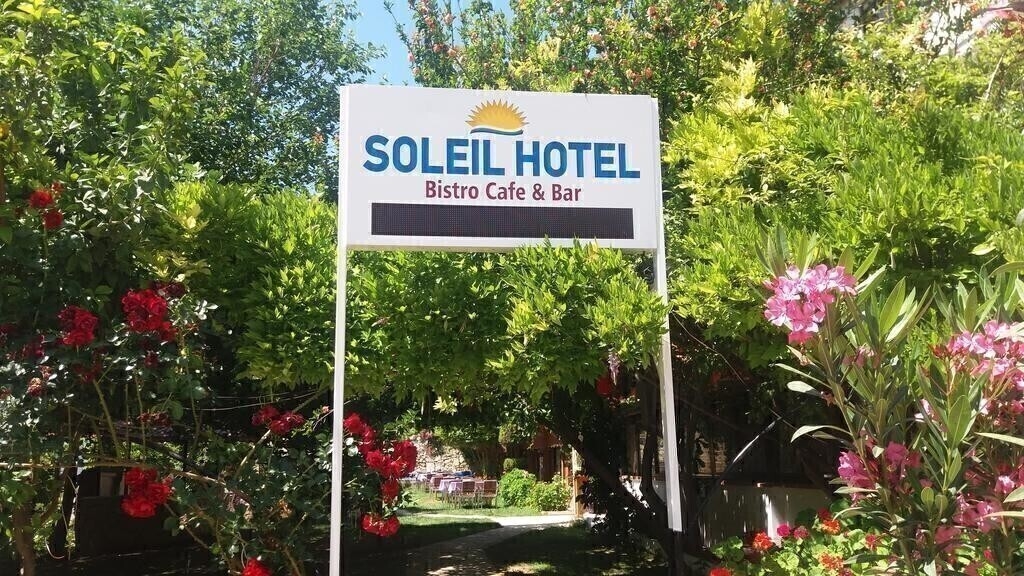 SOLEIL HOTEL
Bistro Cafe & Bar